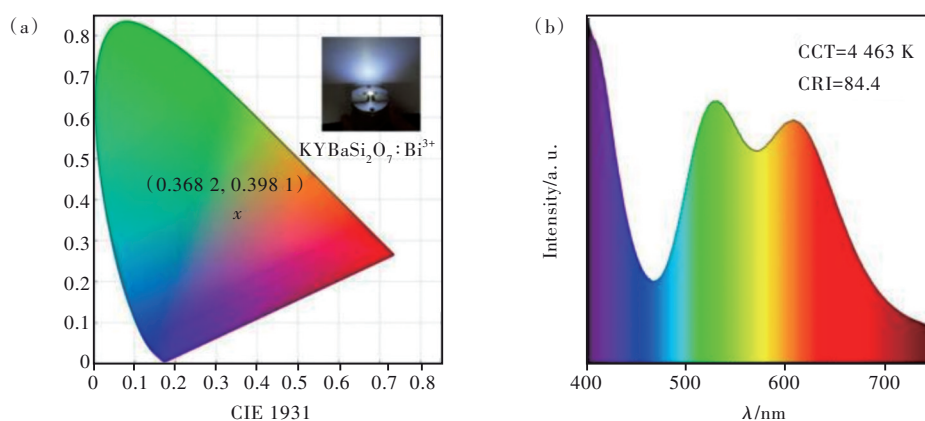 (a)
0.8
0.7
0.6
0.5
0.4
0.3
0.2
0.1
0
KYBaSi₂O₇:Bi³⁺
(0.368 2, 0.398 1)
x
0 0.1 0.2 0.3 0.4 0.5 0.6 0.7 0.8
CIE 1931
(b)
CCT=4 463 K
CRI=84.4
Intensity/a. u.
400 500 600 700
λ/nm